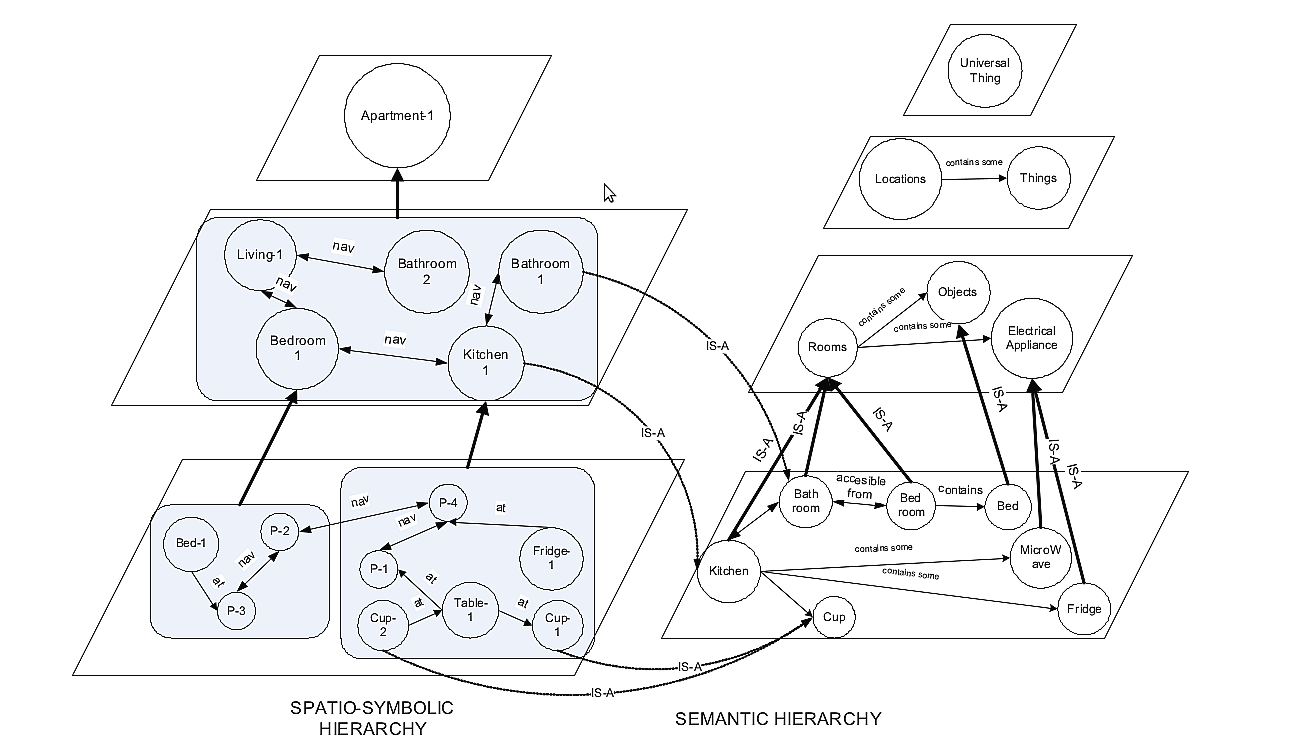 Universal
Thing
Apartment-1
Locations
contains some
Things
Living-1
nav
Bathroom
2
Bathroom
1
nav
nav
Bedroom
1
nav
Kitchen
1
Objects
contains some
contains some
Rooms
Electrical
Appliance
IS-A
IS-A
IS-A
IS-A
IS-A
IS-A
IS-A
IS-A
Bed-1
P-2
nav
at
P-3
nav
P-4
nav
at
P-1
Fridge-
1
at
Table-
1
at
at
Cup-
2
Cup-
1
Bath
room
accesible
from
Bed
room
contains
Bed
Kitchen
contains some
contains some
MicroW
ave
Fridge
Cup
IS-A
IS-A
SPATIO-SYMBOLIC
HIERARCHY
SEMANTIC HIERARCHY